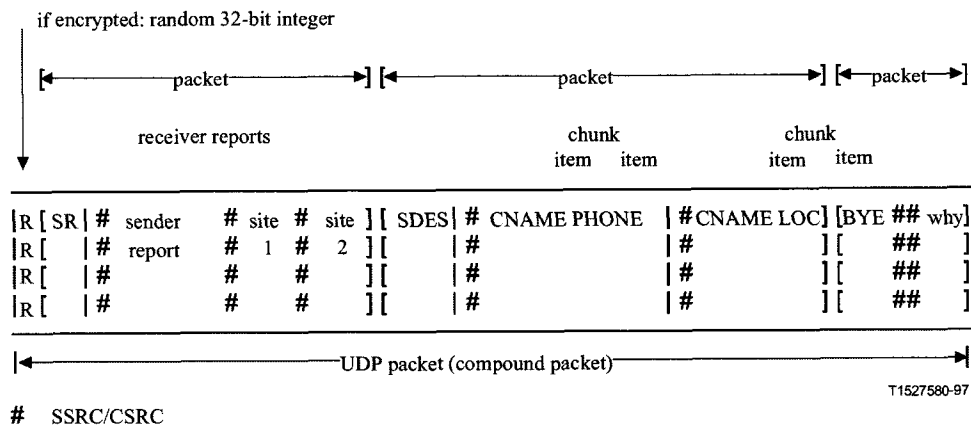 if encrypted: random 32-bit integer
[ packet ] [ packet ] [ packet ]
receiver reports chunk chunk
item item item item
|R [ SR | # sender # site # site ] [ SDES | # CNAME PHONE | # CNAME LOC ] [BYE ## why]
|R [ | # report # 1 # 2 ] [ | # | # ] [ ## ]
|R [ | # # # ] [ | # | # ] [ ## ]
|R [ | # # # ] [ | # | # ] [ ## ]
UDP packet (compound packet)
T1527580-97
# SSRC/CSRC